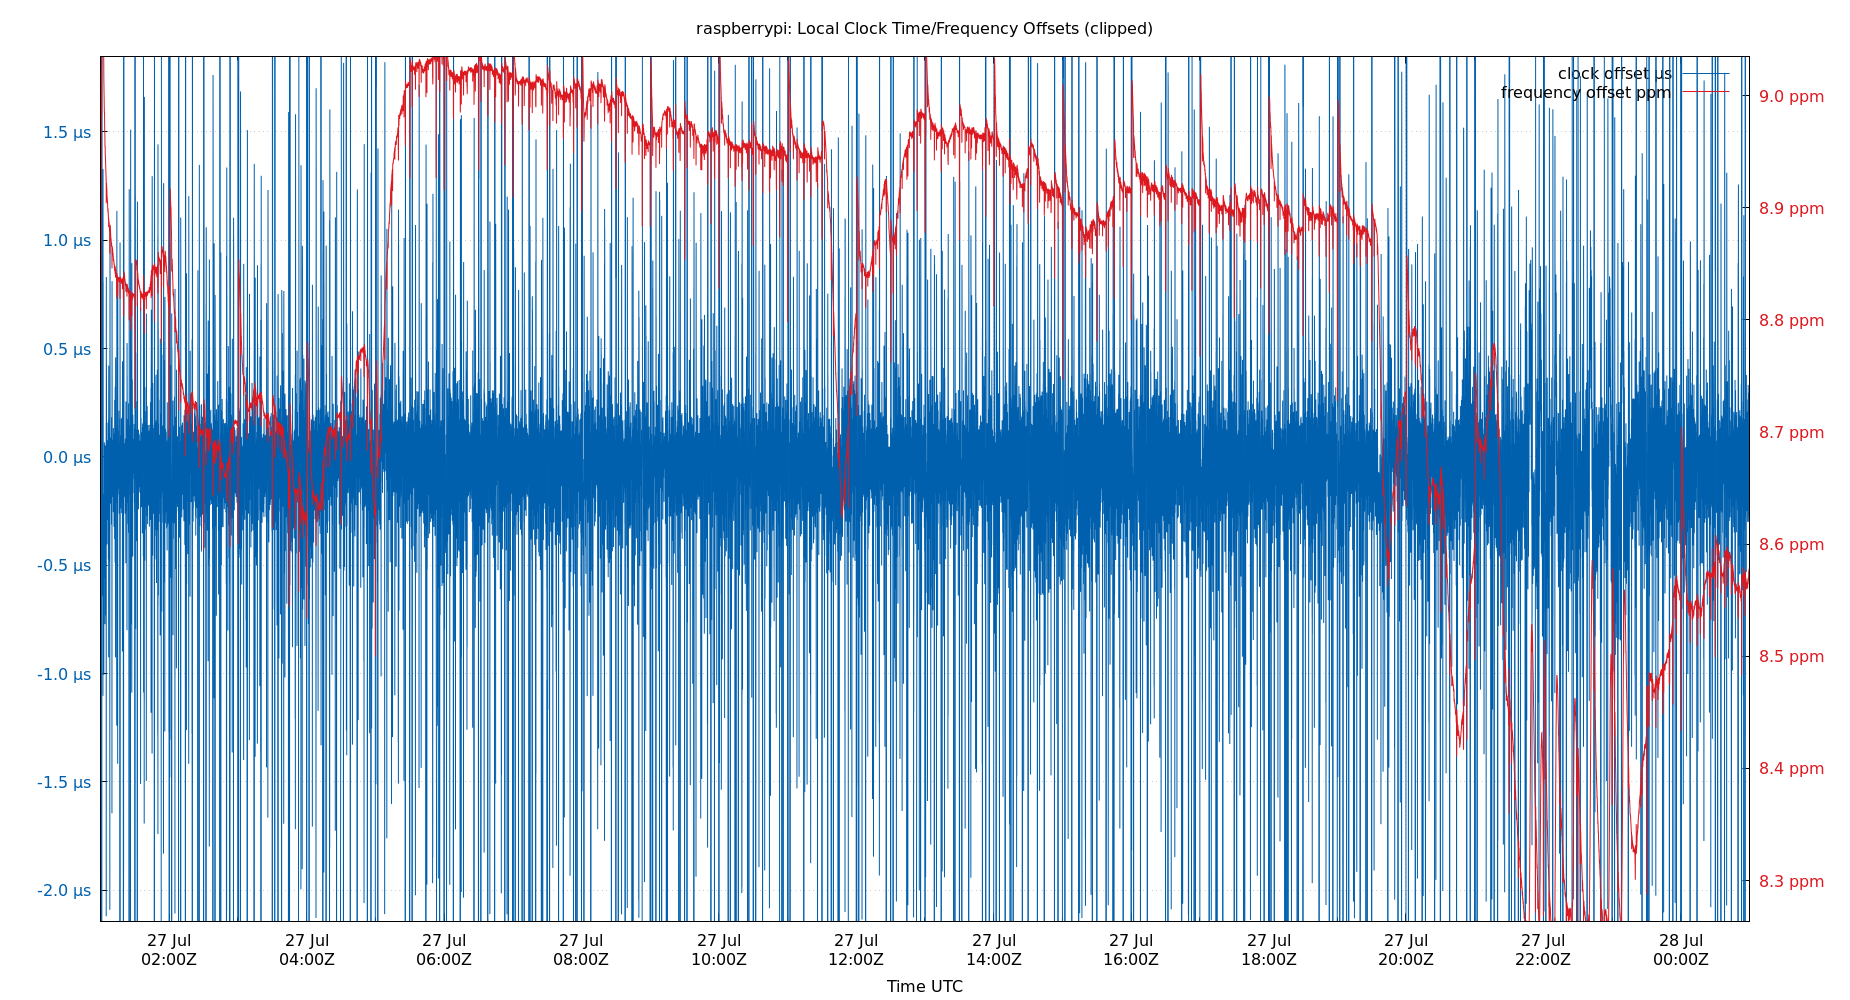 raspberrypi: Local Clock Time/Frequency Offsets (clipped)
clock offset µs
frequency offset ppm
1.5 µs
1.0 µs
0.5 µs
0.0 µs
-0.5 µs
-1.0 µs
-1.5 µs
-2.0 µs
9.0 ppm
8.9 ppm
8.8 ppm
8.7 ppm
8.6 ppm
8.5 ppm
8.4 ppm
8.3 ppm
27 Jul 27 Jul 27 Jul 27 Jul 27 Jul 27 Jul 27 Jul 27 Jul 27 Jul 27 Jul 27 Jul 28 Jul
02:00Z 04:00Z 06:00Z 08:00Z 10:00Z 12:00Z 14:00Z 16:00Z 18:00Z 20:00Z 22:00Z 00:00Z
Time UTC